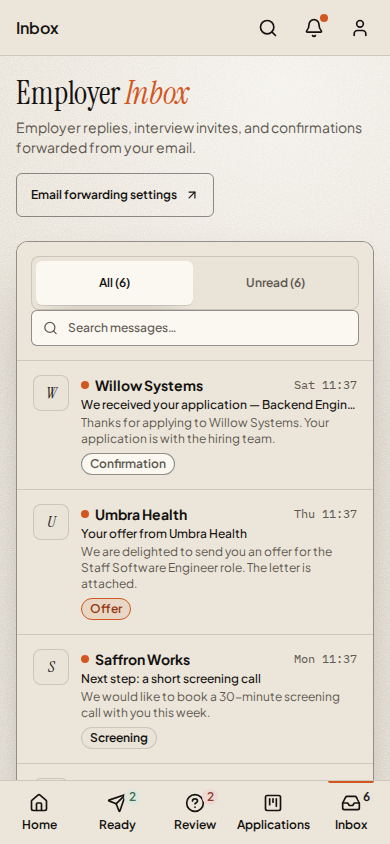 Inbox
Employer Inbox
Employer replies, interview invites, and confirmations
forwarded from your email.
Email forwarding settings
All (6)
Unread (6)
Search messages…
W
Willow Systems
Sat 11:37
We received your application — Backend Engin…
Thanks for applying to Willow Systems. Your
application is with the hiring team.
Confirmation
U
Umbra Health
Thu 11:37
Your offer from Umbra Health
We are delighted to send you an offer for the
Staff Software Engineer role. The letter is
attached.
Offer
S
Saffron Works
Mon 11:37
Next step: a short screening call
We would like to book a 30-minute screening
call with you this week.
Screening
2
2
6
Home
Ready
Review
Applications
Inbox